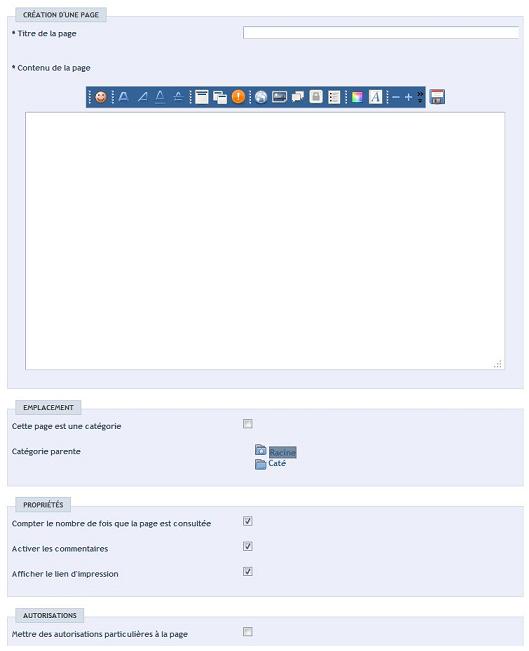 CRÉATION D'UNE PAGE
* Titre de la page
* Contenu de la page
EMPLACEMENT
Cette page est une catégorie
Catégorie parente
Racine
Caté
PROPRIÉTÉS
Compter le nombre de fois que la page est consultée
Activer les commentaires
Afficher le lien d'impression
AUTORISATIONS
Mettre des autorisations particulières à la page